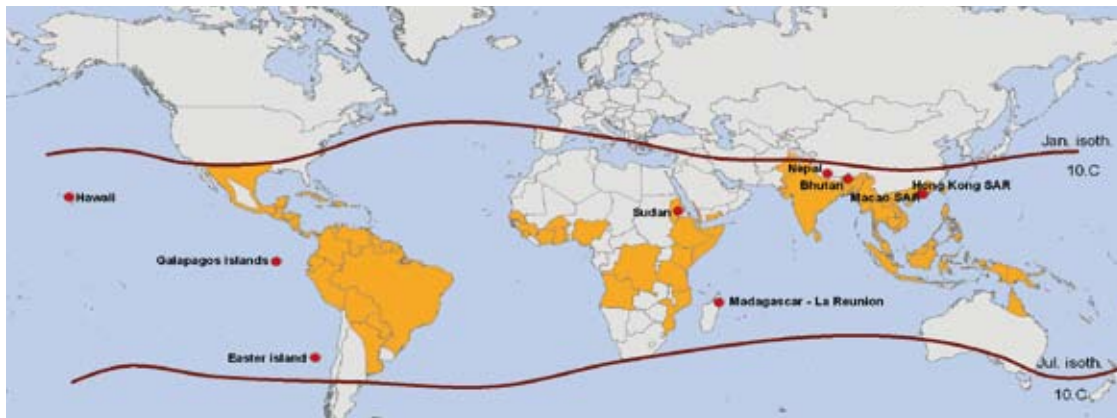 Jan. isoth.
10.C
Nepal
Bhutan
Hong Kong SAR
Macao SAR
Hawaii
Sudan
Galapagos Islands
Madagascar - La Reunion
Easter island
Jul. isoth.
10.C